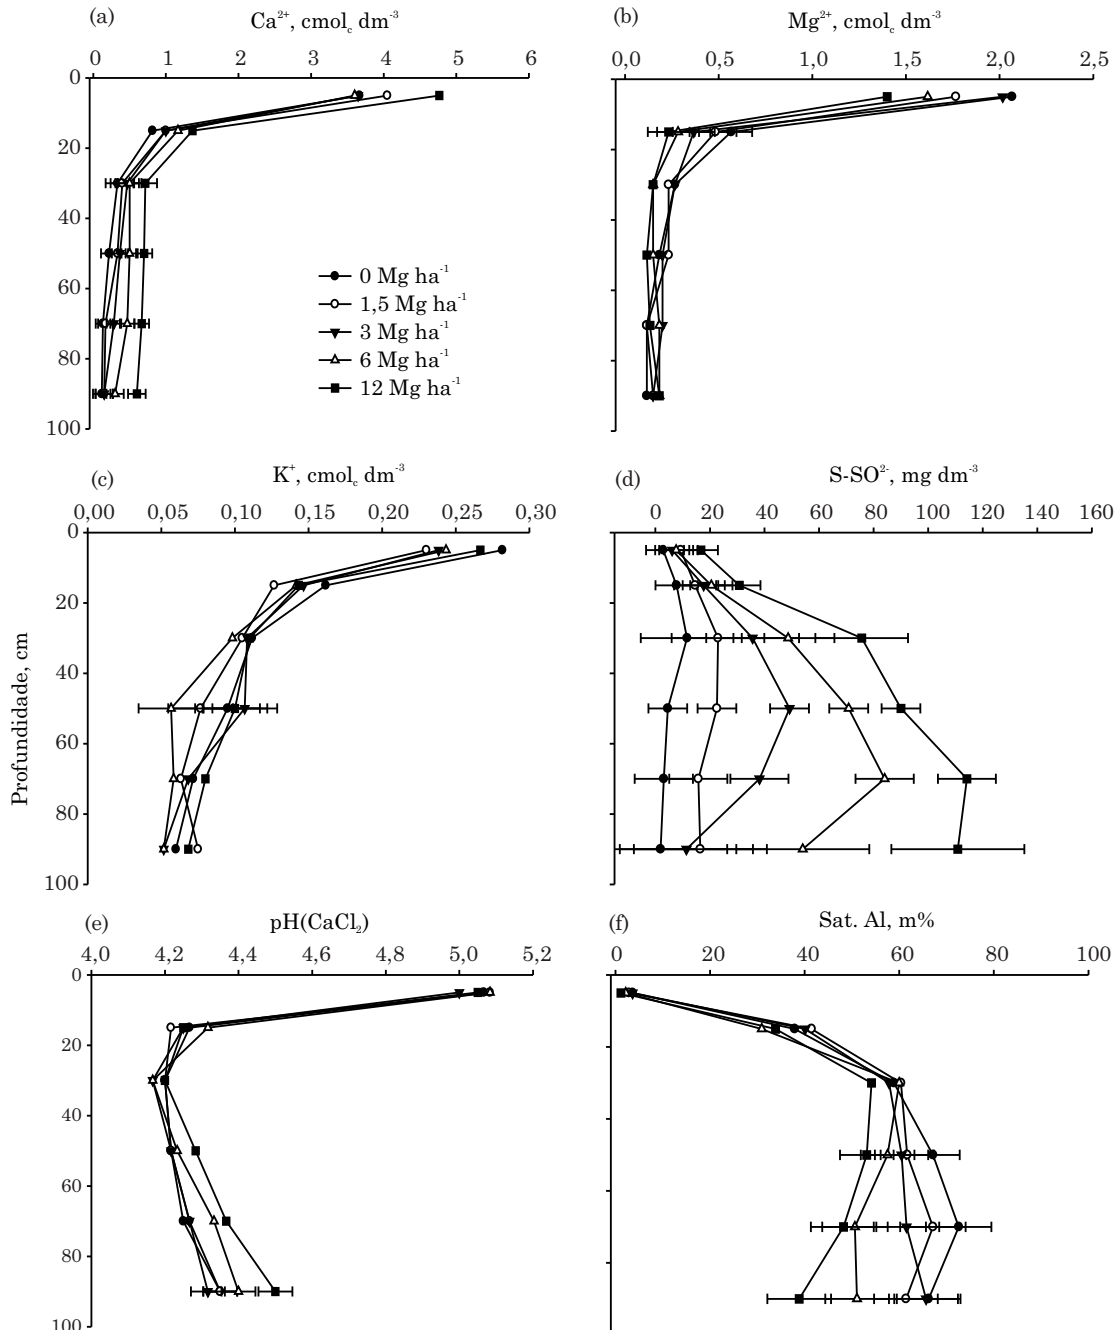 (a) Ca²⁺, cmol꜀ dm⁻³
0 1 2 3 4 5 6
0
20
40
60
80
100
0 Mg ha⁻¹
1,5 Mg ha⁻¹
3 Mg ha⁻¹
6 Mg ha⁻¹
12 Mg ha⁻¹
(b) Mg²⁺, cmol꜀ dm⁻³
0,0 0,5 1,0 1,5 2,0 2,5
(c) K⁺, cmol꜀ dm⁻³
0,00 0,05 0,10 0,15 0,20 0,25 0,30
0
20
40
60
80
100
Profundidade, cm
(d) S-SO²⁻, mg dm⁻³
0 20 40 60 80 100 120 140 160
(e) pH(CaCl₂)
4,0 4,2 4,4 4,6 4,8 5,0 5,2
0
20
40
60
80
100
(f) Sat. Al, m%
0 20 40 60 80 100